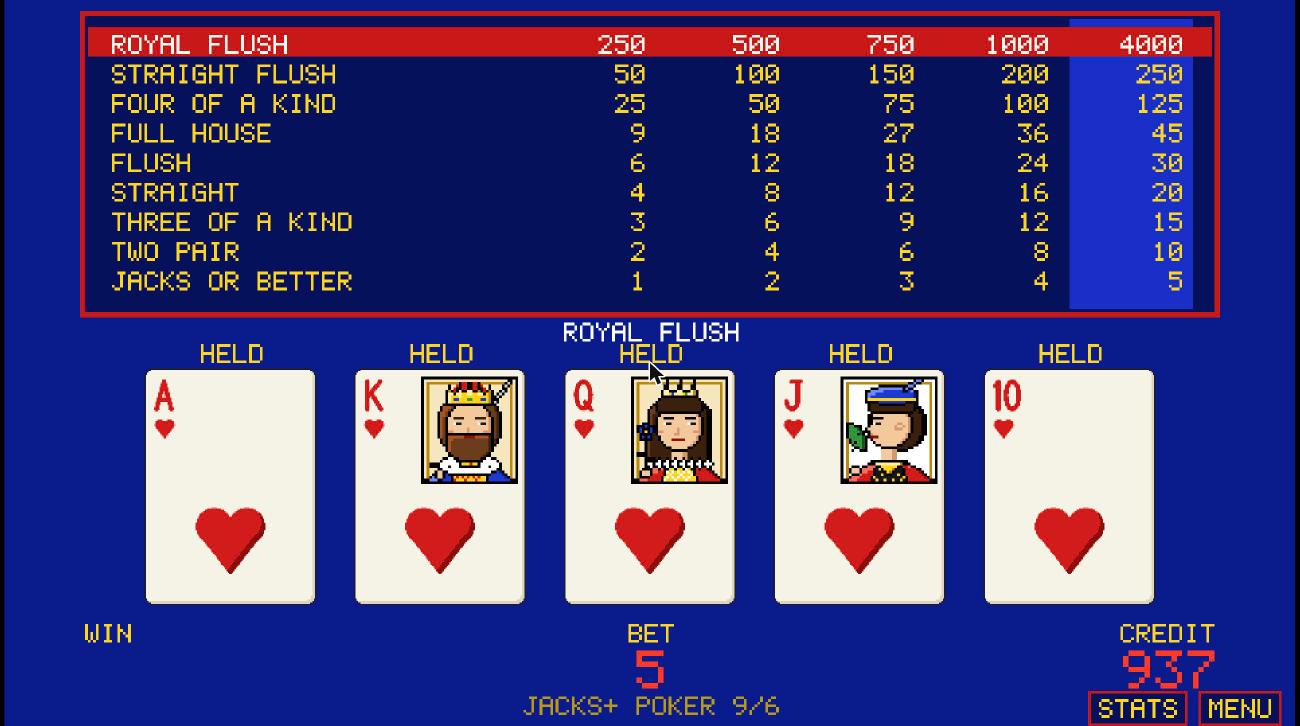 ROYAL FLUSH 250 500 750 1000 4000
STRAIGHT FLUSH 50 100 150 200 250
FOUR OF A KIND 25 50 75 100 125
FULL HOUSE 9 18 27 36 45
FLUSH 6 12 18 24 30
STRAIGHT 4 8 12 16 20
THREE OF A KIND 3 6 9 12 15
TWO PAIR 2 4 6 8 10
JACKS OR BETTER 1 2 3 4 5
ROYAL FLUSH
HELD HELD HELD HELD HELD
A K Q J 10
WIN BET CREDIT
5 937
JACKS+ POKER 9/6 STATS MENU